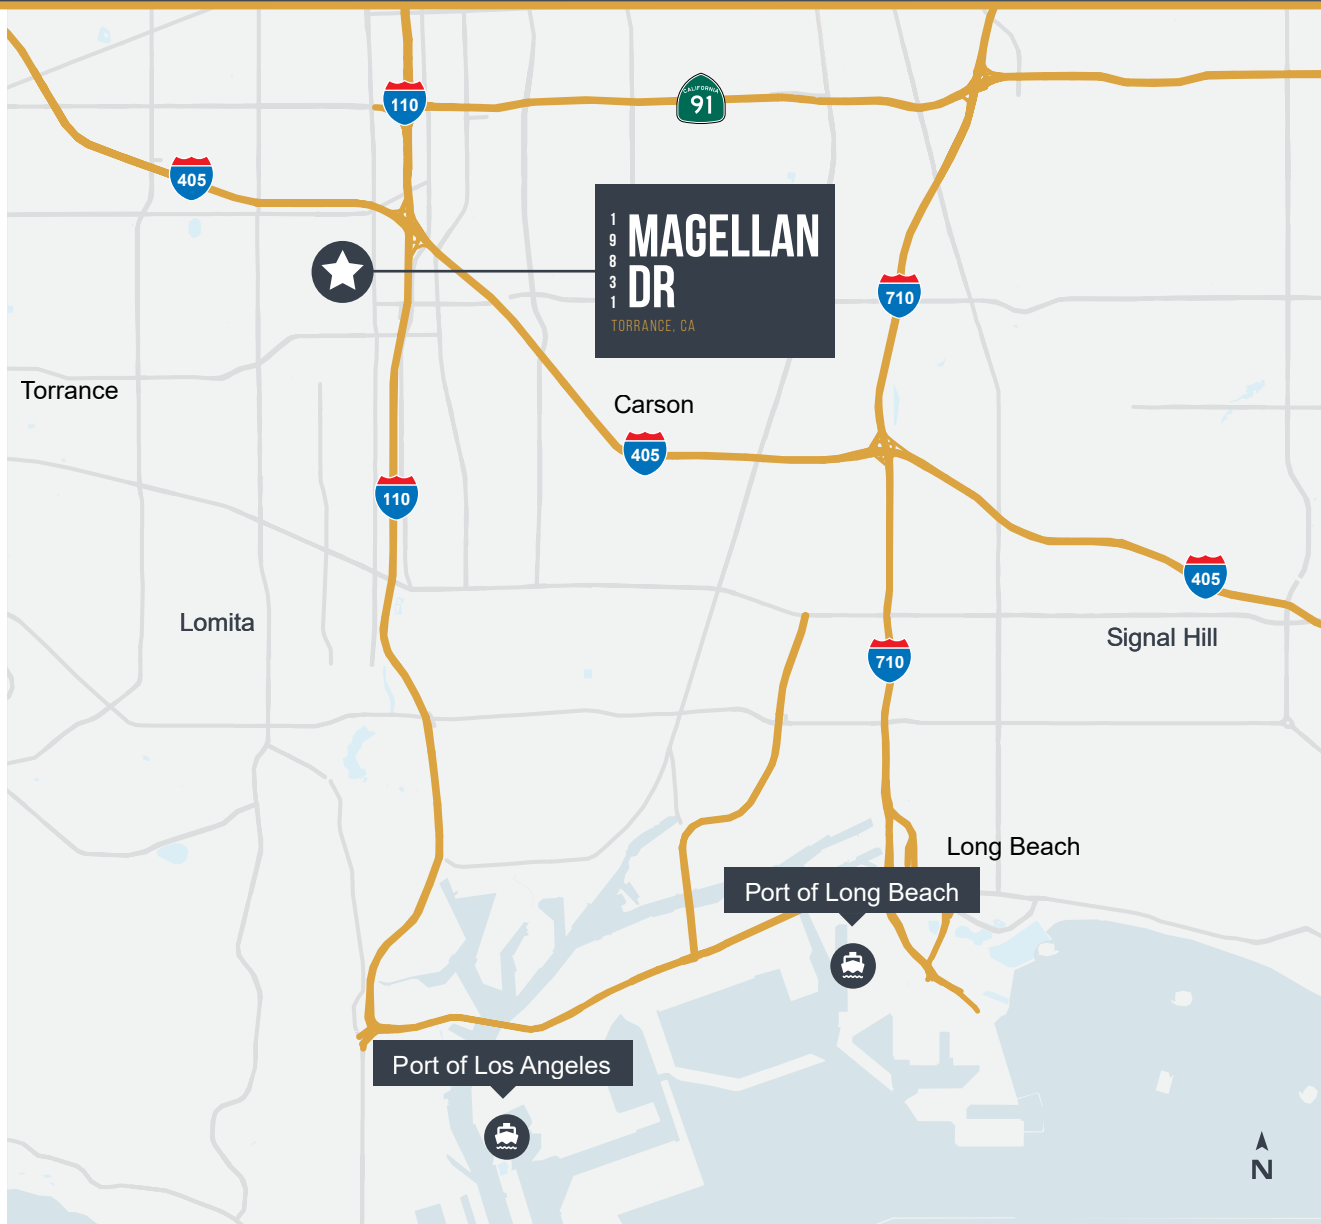 110
CALIFORNIA
91
405
19831
MAGELLAN
DR
TORRANCE, CA
710
Torrance
Carson
405
110
405
Lomita
Signal Hill
710
Long Beach
Port of Long Beach
Port of Los Angeles
N